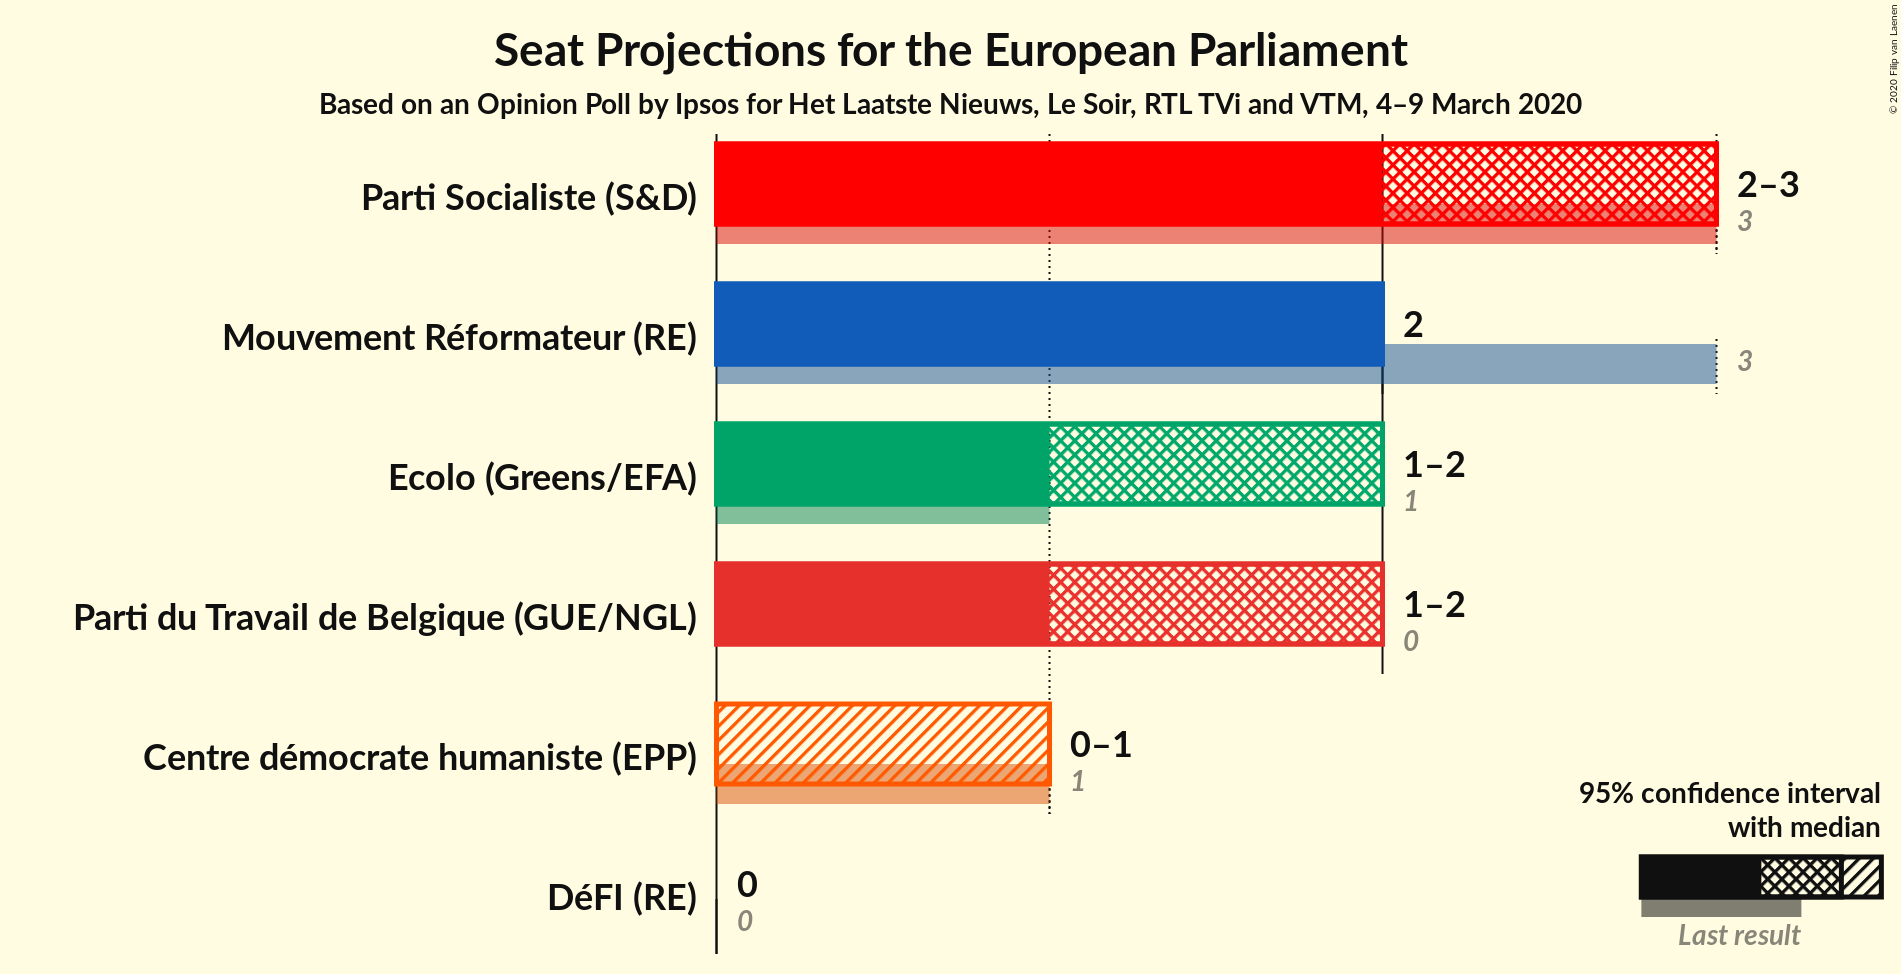 Seat Projections for the European Parliament
Based on an Opinion Poll by Ipsos for Het Laatste Nieuws, Le Soir, RTL TVi and VTM, 4–9 March 2020
© 2020 Filip van Laenen
Parti Socialiste (S&D)
2–3
3
Mouvement Réformateur (RE)
2
3
Ecolo (Greens/EFA)
1–2
1
Parti du Travail de Belgique (GUE/NGL)
1–2
0
Centre démocrate humaniste (EPP)
0–1
1
DéFI (RE)
0
0
95% confidence interval
with median
Last result